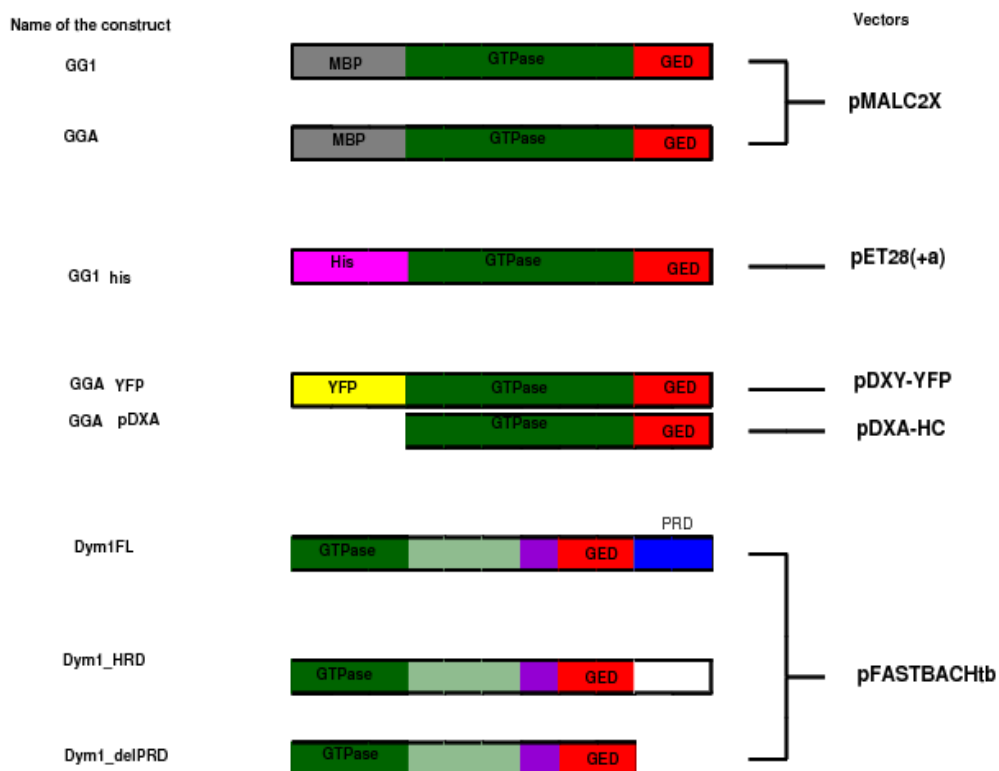 Name of the construct
Vectors
GG1
MBP
GTPase
GED
pMALC2X
GGA
MBP
GTPase
GED
GG1 his
His
GTPase
GED
pET28(+a)
GGA YFP
YFP
GTPase
GED
pDXY-YFP
GGA pDXA
GTPase
GED
pDXA-HC
PRD
Dym1FL
GTPase
GED
Dym1_HRD
GTPase
GED
pFASTBACHtb
Dym1_delPRD
GTPase
GED